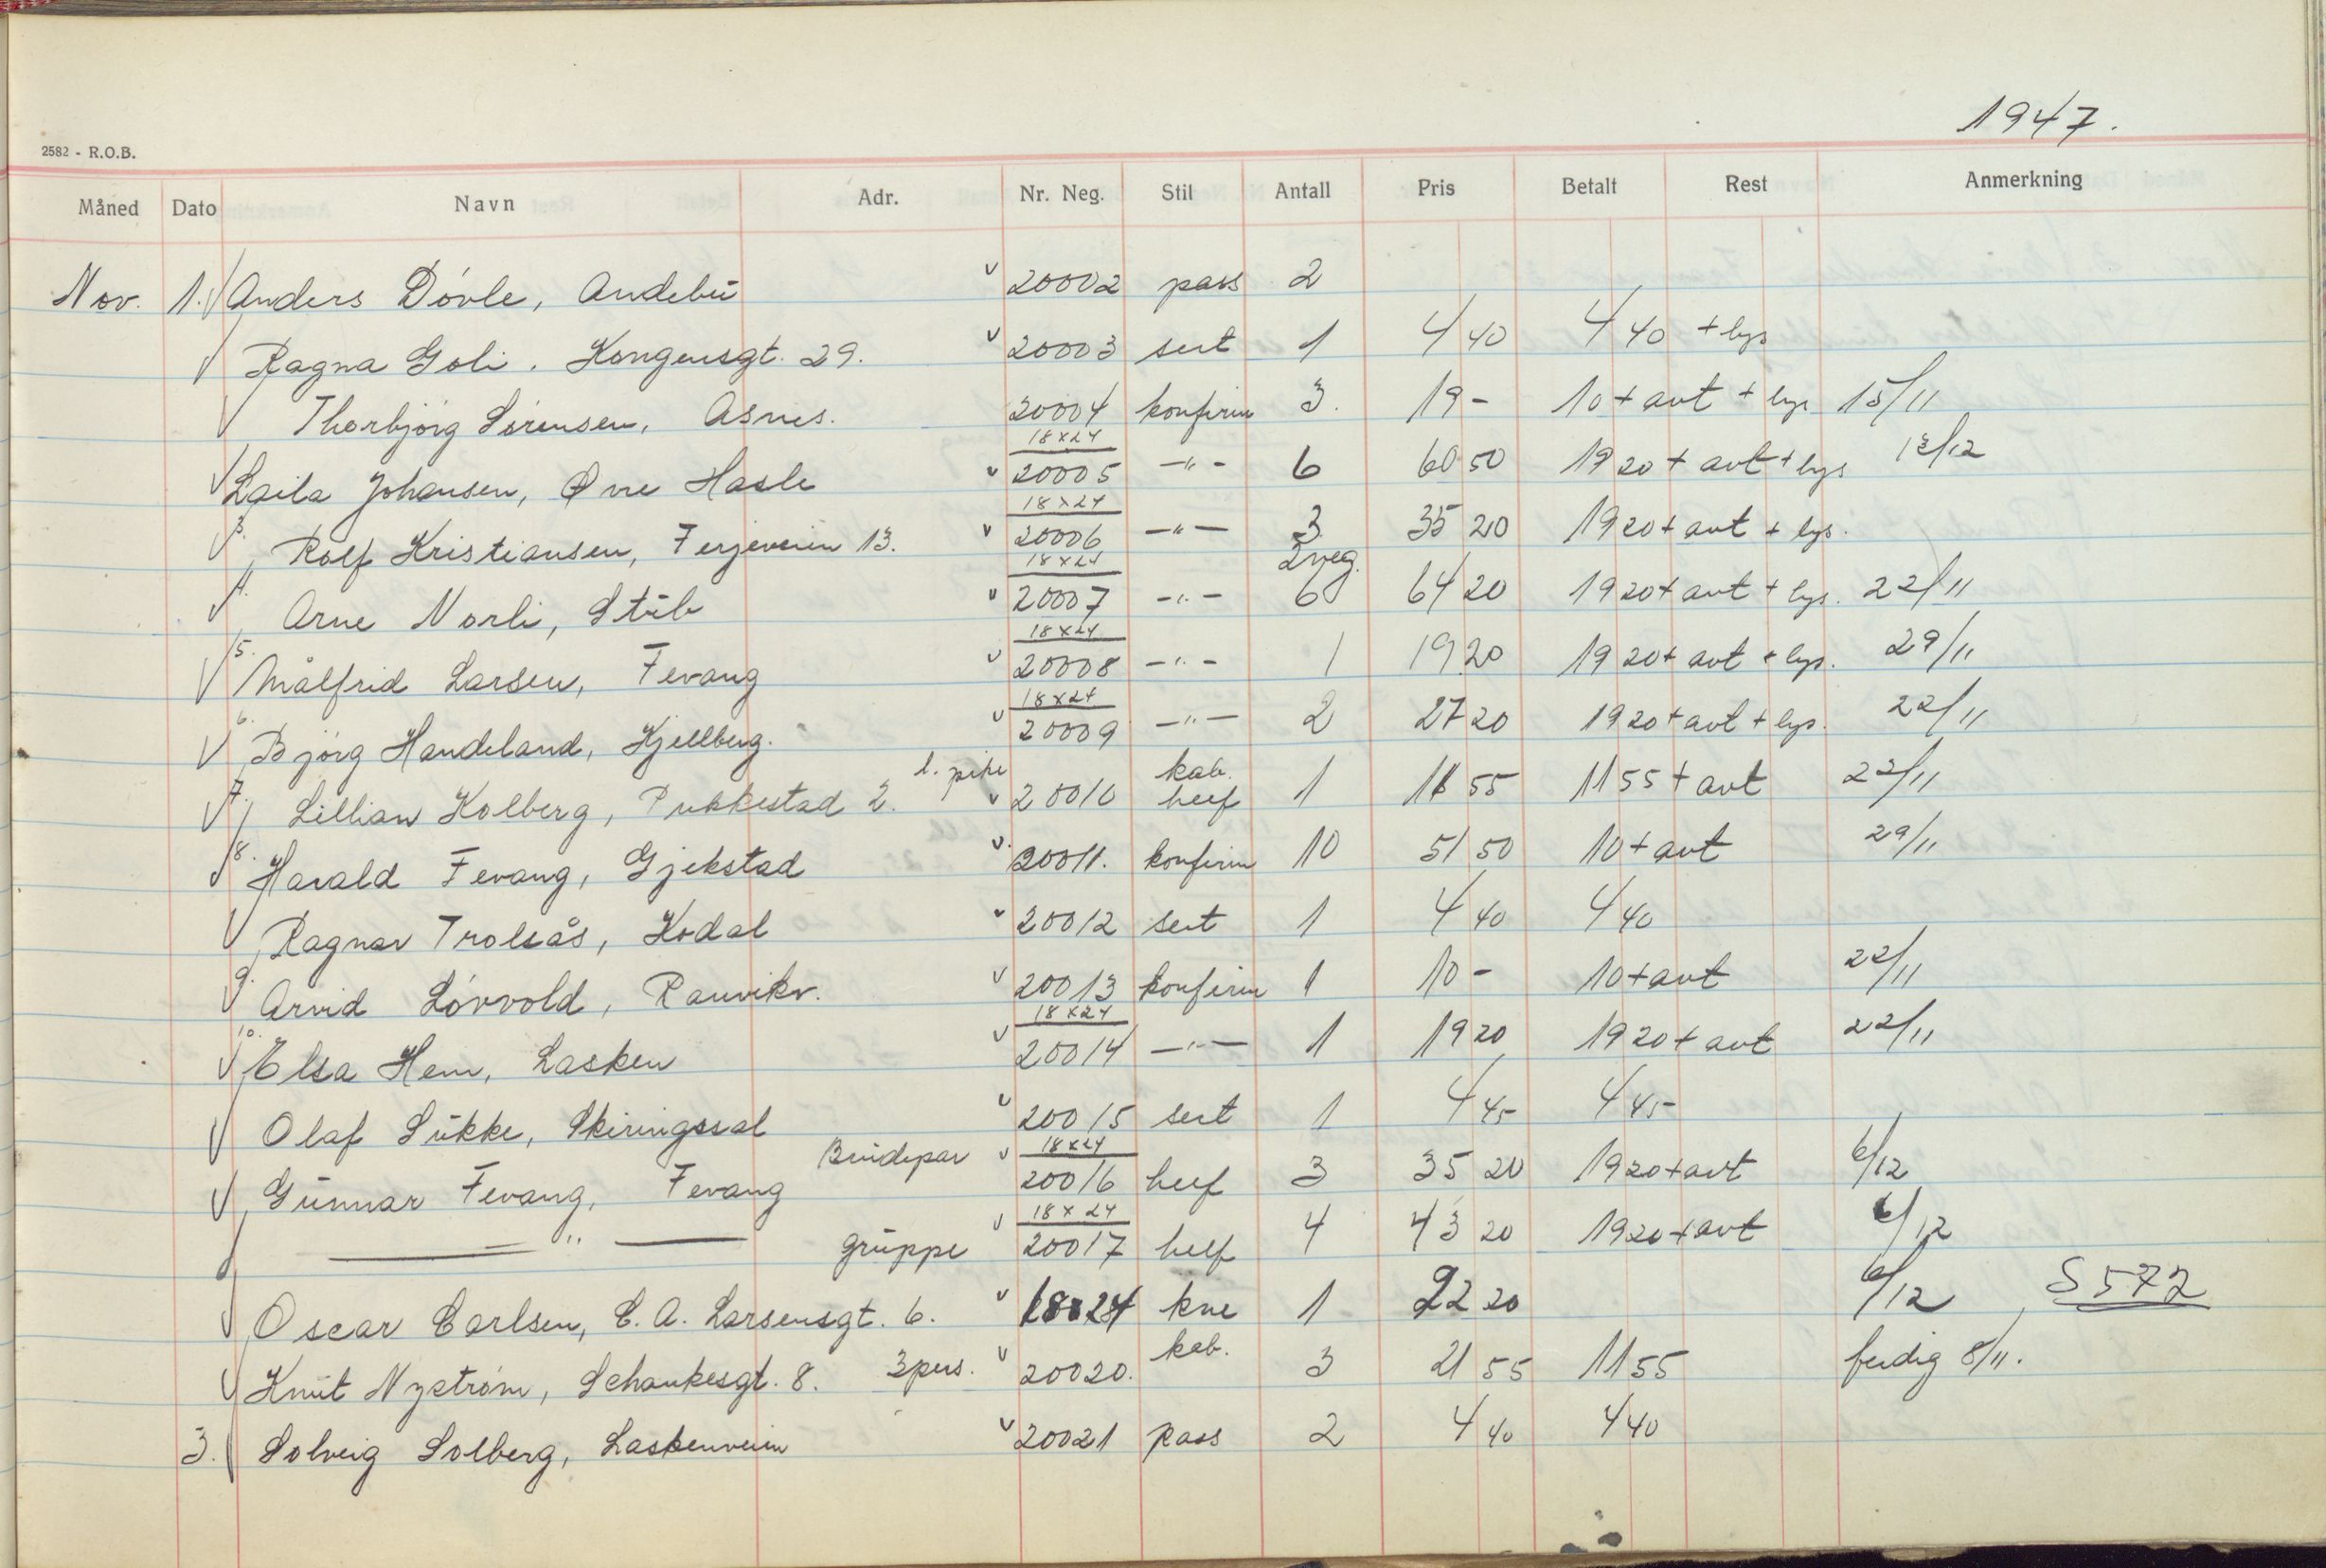 1947.
2582 - R.O.B.
Måned Dato Navn Adr. Nr. Neg. Stil Antall Pris Betalt Rest Anmerkning
Nov. 1. Anders Dövle, Andebu 20002 pass 2
Ragna Goli. Kongensgt. 29. 20003 sert 1 4 40 4 40 + lys
Thorbjörg Sörensen, Asnes. 20004 konfirm 3. 19 - 10 + avt + lys 15/11
18x24
Laila Johansen, Øvre Hasle 20005 -"- 6 60 50 19 20 + avt + lys 13/12
18x24
3. Rolf Kristiansen, Ferjeveien 13. 20006 -"- 3 35 20 19 20 + avt + lys.
18x24 2 neg.
4. Arne Norli, Stub 20007 -"- 6 64 20 19 20 + avt + lys. 22/11
18x24
5. Målfrid Larsen, Fevang 20008 -"- 1 19 20 19 20 + avt + lys. 29/11
18x24
6. Björg Handeland, Kjellberg. 20009 -"- 2 27 20 19 20 + avt + lys. 22/11
l. pike kab.
7. Lillian Kolberg, Pukkestad 2. 20010 helf 1 11 55 11 55 + avt 22/11
8. Harald Fevang, Gjekstad 20011. konfirm 10 51 50 10 + avt 29/11
Ragnar Trolsås, Kodal 20012 sert 1 4 40 4 40
9. Arvid Lövvold, Ranvikv. 20013 konfirm 1 10 - 10 + avt 22/11
18x24
10. Elsa Hem, Lasken 20014 -"- 1 19 20 19 20 + avt 22/11
Olaf Sukke, Skiringssal 20015 sert 1 4 45 4 45
Brudepar 18x24
Gunnar Fevang, Fevang 20016 helf 3 35 20 19 20 + avt 6/12
18x24
—— " —— gruppe 20017 helf 4 43 20 19 20 + avt 6/12
Oscar Carlsen, C. A. Larsensgt. 6. 18x24 kne 1 22 20 6/12 S 572
Knut Nyström, Schankesgt. 8. 3 pers. 20020. kab. 3 21 55 11 55 ferdig 8/11.
3. Solveig Solberg, Laskenveien 20021 pass 2 4 40 4 40